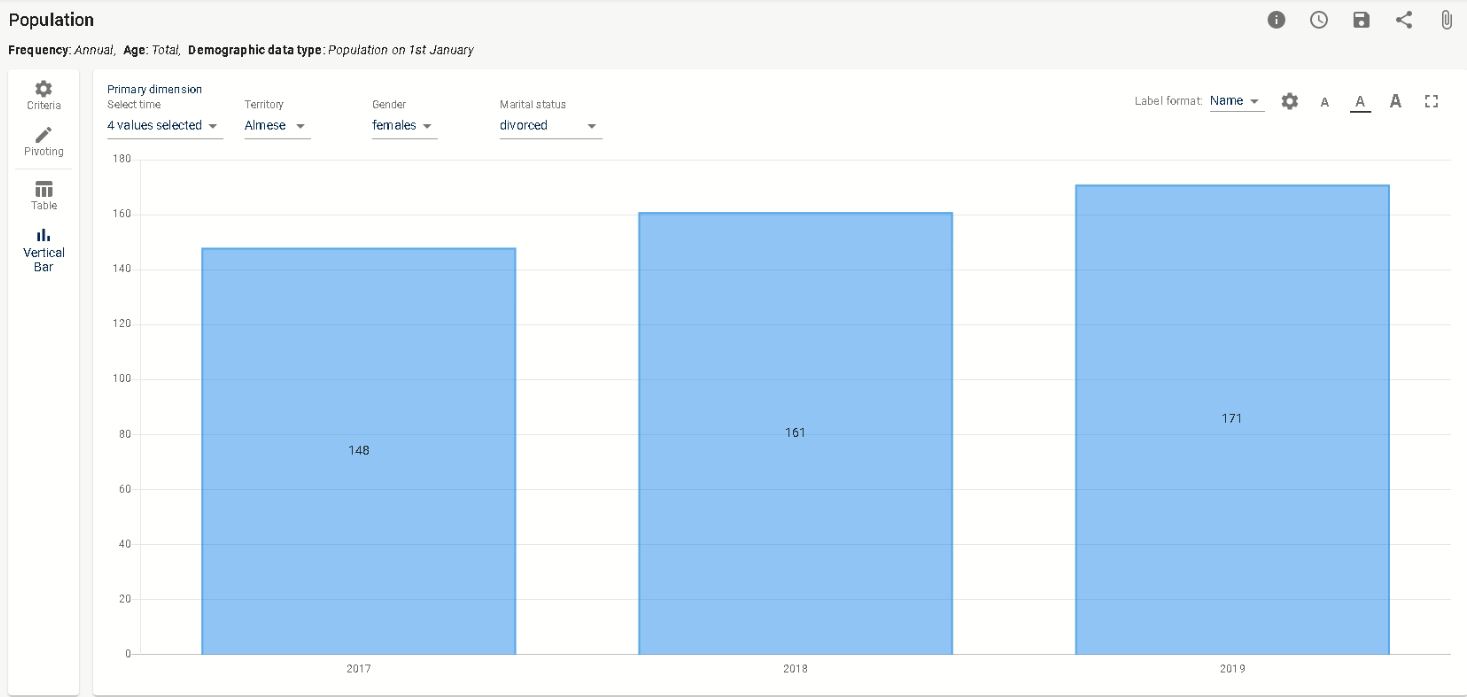 Population
Frequency: Annual, Age: Total, Demographic data type: Population on 1st January
Criteria
Pivoting
Table
Vertical
Bar
Primary dimension
Select time
4 values selected
Territory
Almese
Gender
females
Marital status
divorced
Label format: Name
A A A
180
160
140
120
100
80
60
40
20
0
148
161
171
2017 2018 2019